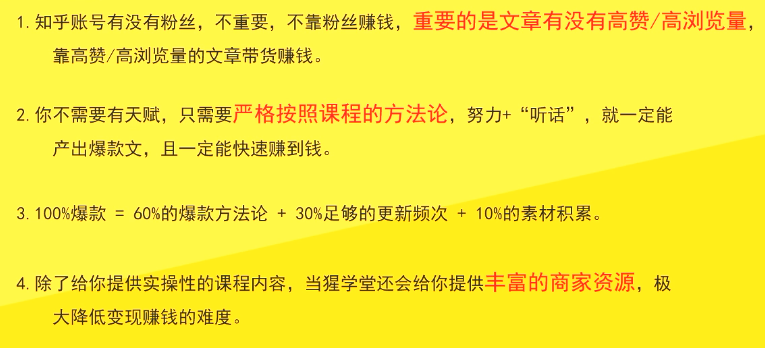 1.知乎账号有没有粉丝，不重要，不靠粉丝赚钱，重要的是文章有没有高赞/高浏览量，
靠高赞/高浏览量的文章带货赚钱。
2.你不需要有天赋，只需要严格按照课程的方法论，努力+“听话”，就一定能
产出爆款文，且一定能快速赚到钱。
3.100%爆款 = 60%的爆款方法论 + 30%足够的更新频次 + 10%的素材积累。
4.除了给你提供实操性的课程内容，当猩学堂还会给你提供丰富的商家资源，极
大降低变现赚钱的难度。